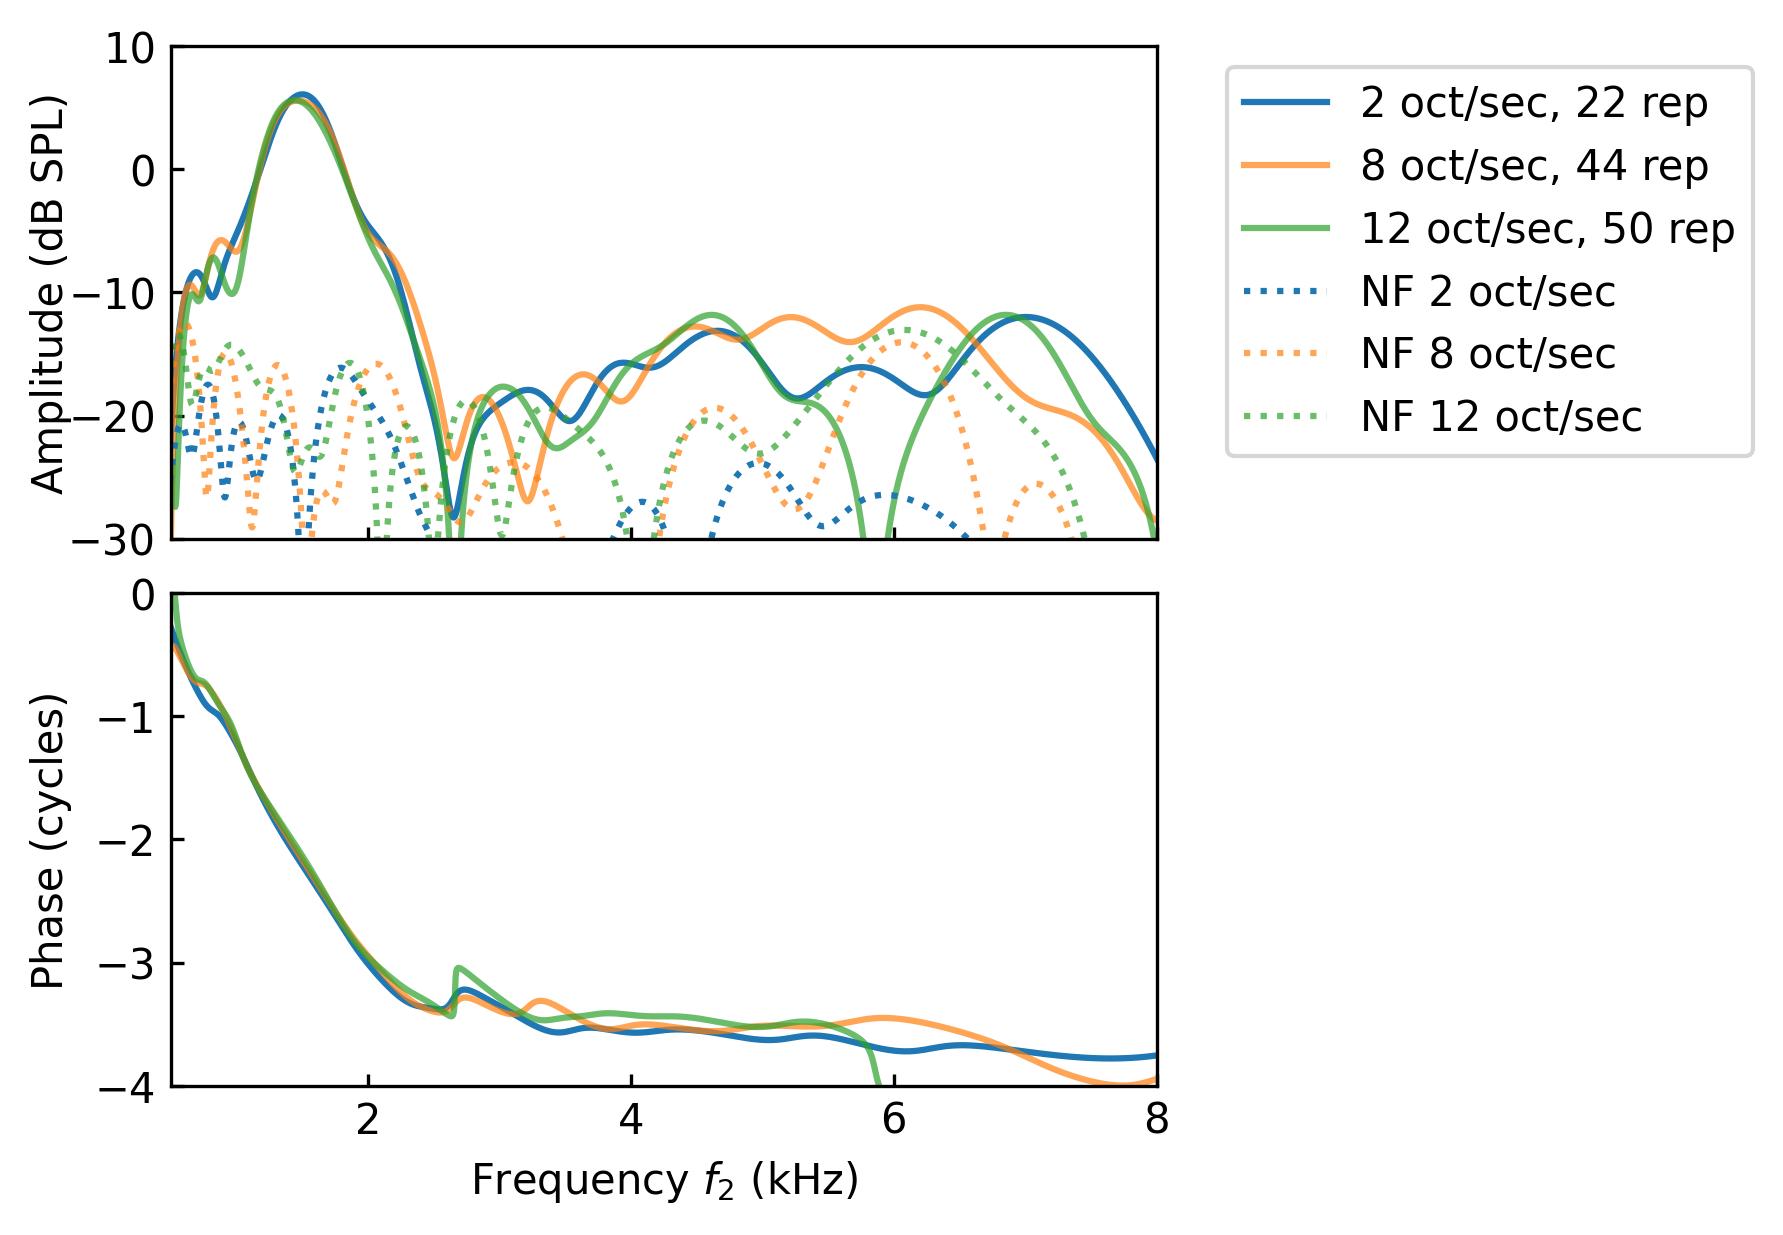 10
0
−10
−20
−30
Amplitude (dB SPL)
2 oct/sec, 22 rep
8 oct/sec, 44 rep
12 oct/sec, 50 rep
NF 2 oct/sec
NF 8 oct/sec
NF 12 oct/sec
0
−1
−2
−3
−4
Phase (cycles)
2 4 6 8
Frequency f₂ (kHz)